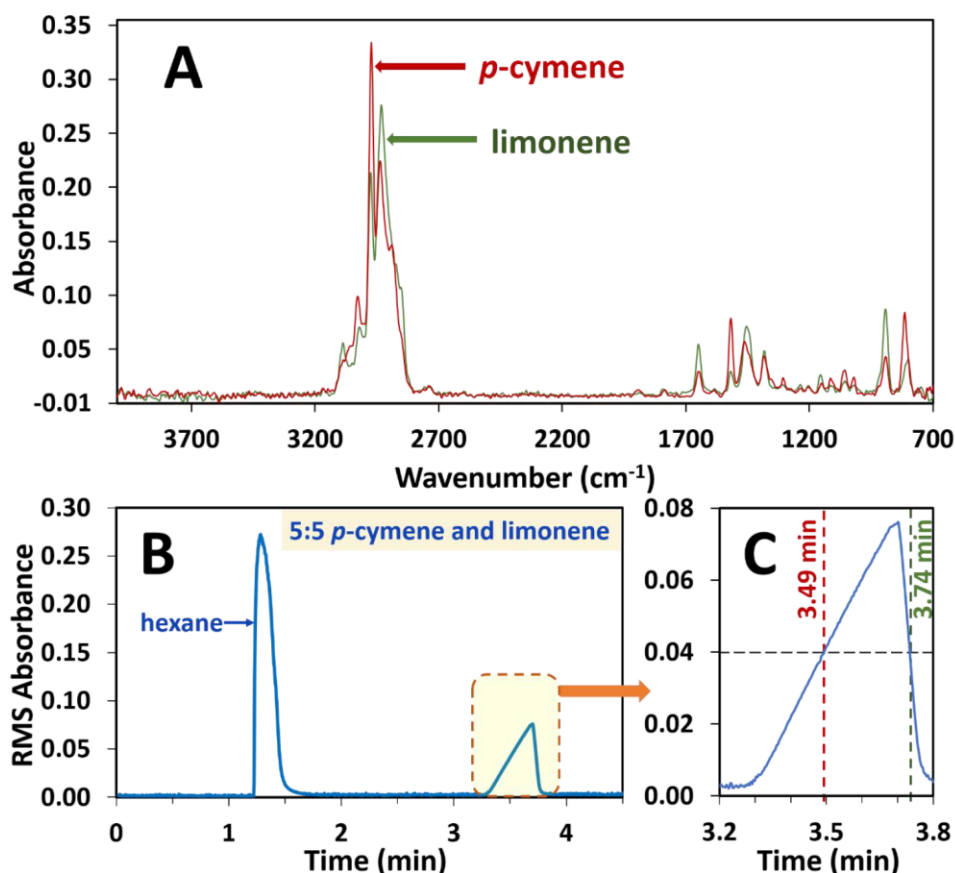 A
p-cymene
limonene
Absorbance
0.35
0.30
0.25
0.20
0.15
0.10
0.05
-0.01
3700 3200 2700 2200 1700 1200 700
Wavenumber (cm⁻¹)
B
5:5 p-cymene and limonene
hexane
RMS Absorbance
0.30
0.25
0.20
0.15
0.10
0.05
0.00
0 1 2 3 4
Time (min)
C
3.49 min
3.74 min
0.08
0.06
0.04
0.02
0.00
3.2 3.5 3.8
Time (min)